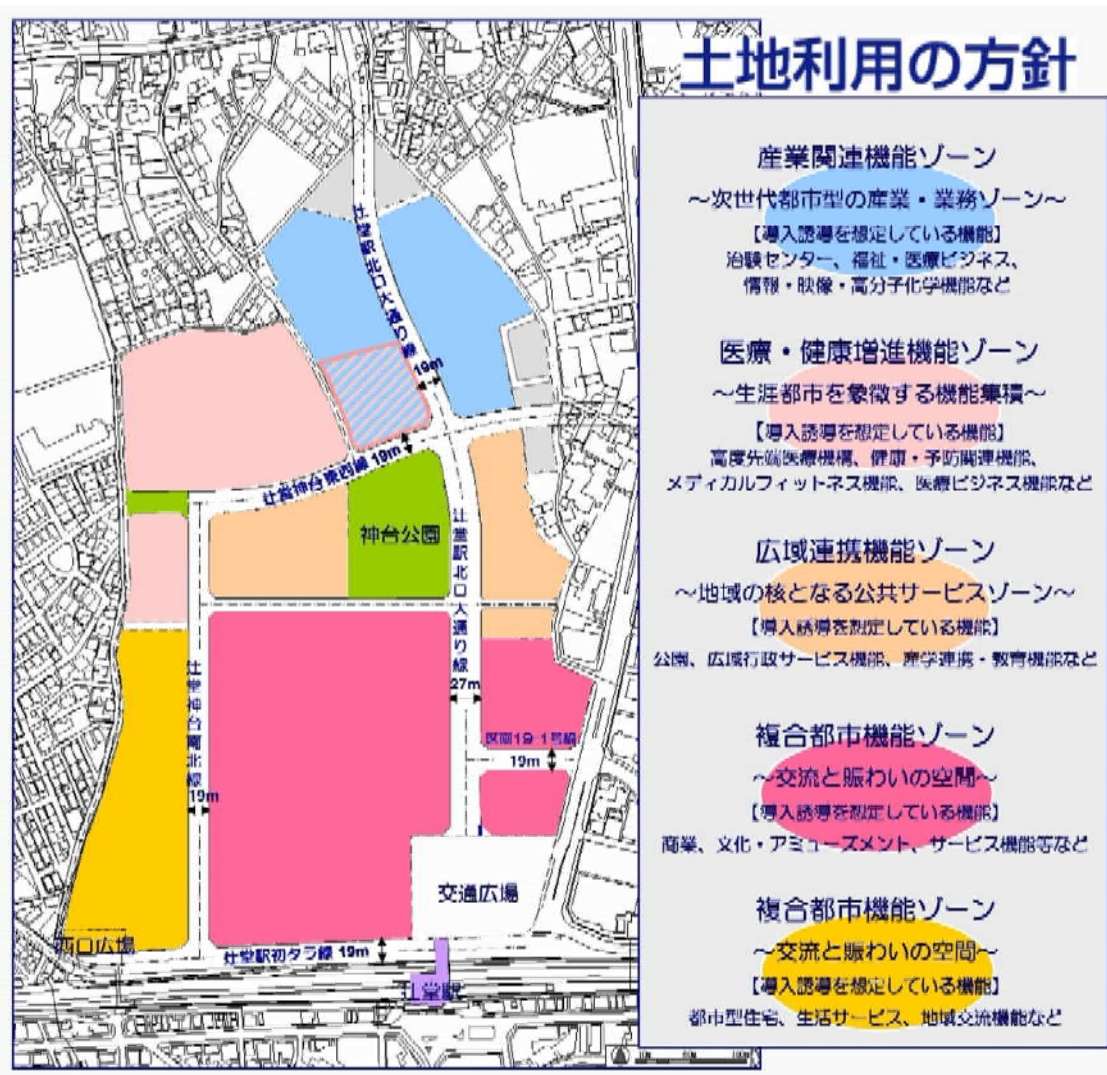 土地利用の方針
産業関連機能ゾーン
～次世代都市型の産業・業務ゾーン～
【導入誘導を想定している機能】
治験センター、福祉・医療ビジネス、
情報・映像・高分子化学機能など
医療・健康増進機能ゾーン
～生涯都市を象徴する機能集積～
【導入誘導を想定している機能】
高度先端医療機構、健康・予防関連機能、
メディカルフィットネス機能、医療ビジネス機能など
広域連携機能ゾーン
～地域の核となる公共サービスゾーン～
【導入誘導を想定している機能】
公園、広域行政サービス機能、産学連携・教育機能など
複合都市機能ゾーン
～交流と賑わいの空間～
【導入誘導を想定している機能】
商業、文化・アミューズメント、サービス機能等など
複合都市機能ゾーン
～交流と賑わいの空間～
【導入誘導を想定している機能】
都市型住宅、生活サービス、地域交流機能など
辻堂駅北口大通り線
19m
辻堂神台東西線 19m
神台公園
辻堂駅北口大通り線
27m
辻堂神台南北線
19m
19m
交通広場
西口広場
辻堂駅初タラ線 19m
辻堂駅